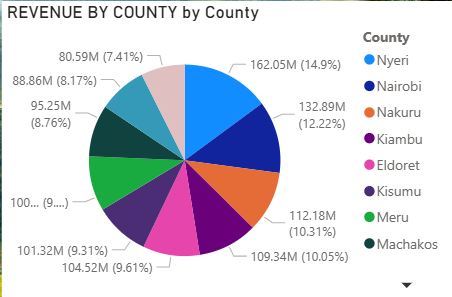 REVENUE BY COUNTY by County
80.59M (7.41%)
88.86M (8.17%)
95.25M
(8.76%)
100... (9....)
101.32M (9.31%)
104.52M (9.61%)
162.05M (14.9%)
132.89M
(12.22%)
112.18M
(10.31%)
109.34M (10.05%)
County
Nyeri
Nairobi
Nakuru
Kiambu
Eldoret
Kisumu
Meru
Machakos